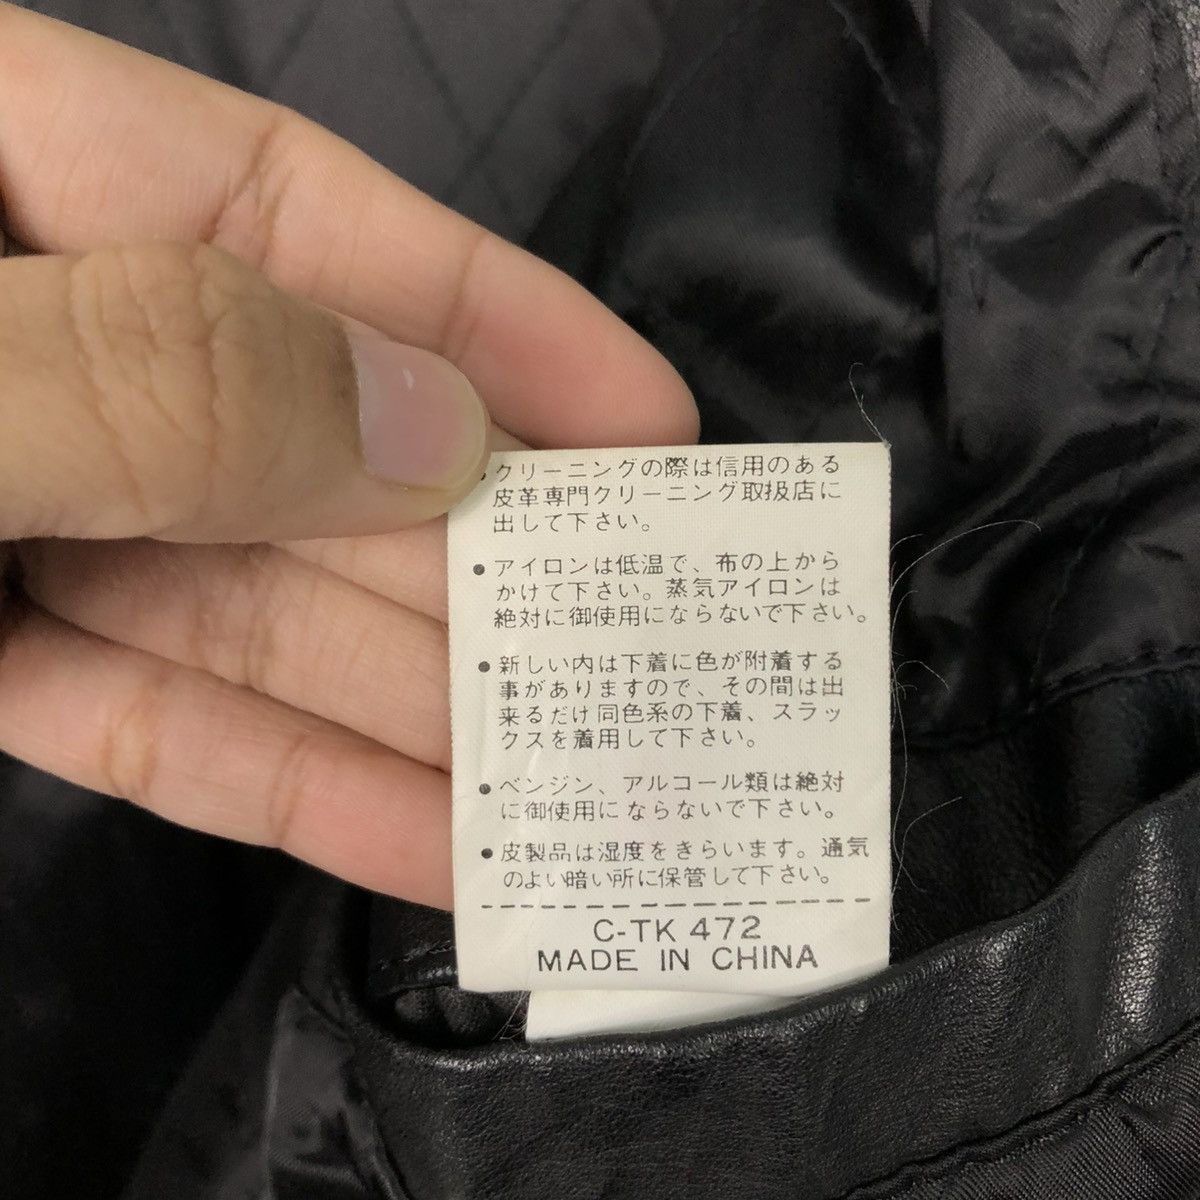 ● クリーニングの際は信用のある
皮革専門クリーニング取扱店に
出して下さい。
● アイロンは低温で、布の上から
かけて下さい。蒸気アイロンは
絶対に御使用にならないで下さい。
● 新しい内は下着に色が附着する
事がありますので、その間は出
来るだけ同色系の下着、スラッ
クスを着用して下さい。
● ベンジン、アルコール類は絶対
に御使用にならないで下さい。
● 皮製品は湿度をきらいます。通気
のよい暗い所に保管して下さい。
C-TK 472
MADE IN CHINA